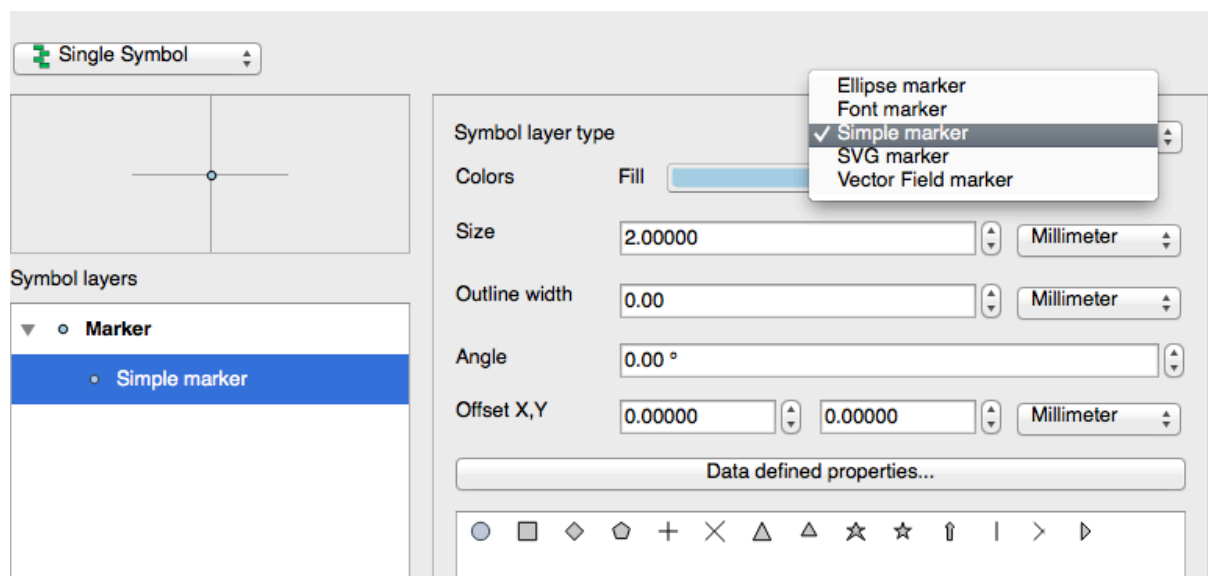 Single Symbol
Ellipse marker
Font marker
✓ Simple marker
SVG marker
Vector Field marker
Symbol layer type
Colors Fill
Size 2.00000 Millimeter
Symbol layers
Outline width 0.00 Millimeter
Marker
Simple marker
Angle 0.00 °
Offset X,Y 0.00000 0.00000 Millimeter
Data defined properties...